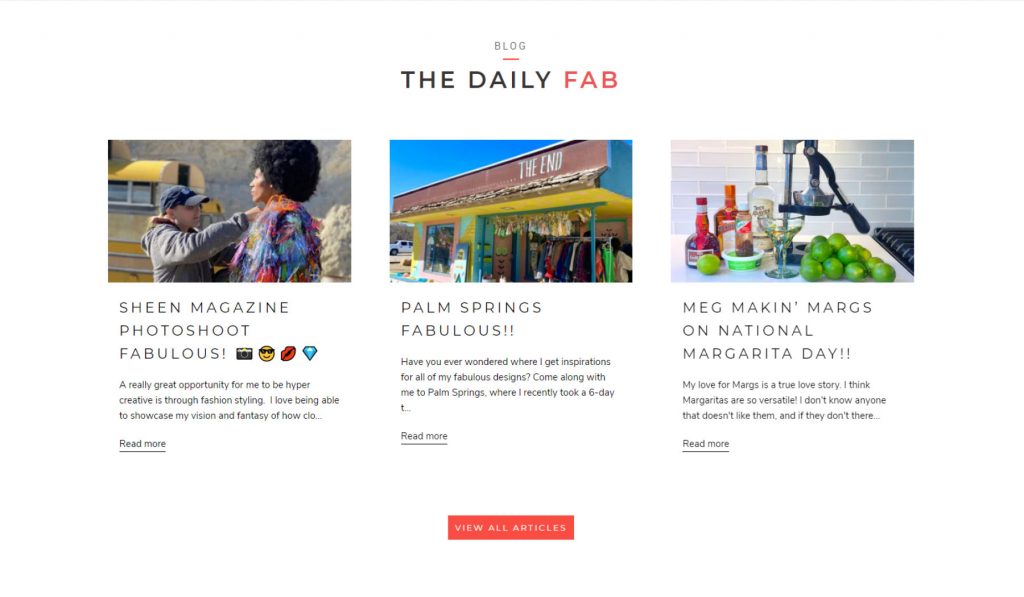 BLOG
THE DAILY FAB
THE END
SHEEN MAGAZINE
PHOTOSHOOT
FABULOUS! 📷 😎 💋 💎
A really great opportunity for me to be hyper
creative is through fashion styling.  I love being able
to showcase my vision and fantasy of how clo...
Read more
PALM SPRINGS
FABULOUS!!
Have you ever wondered where I get inspirations
for all of my fabulous designs? Come along with
me to Palm Springs, where I recently took a 6-day
t...
Read more
MEG MAKIN’ MARGS
ON NATIONAL
MARGARITA DAY!!
My love for Margs is a true love story. I think
Margaritas are so versatile! I don't know anyone
that doesn't like them, and if they don't there...
Read more
VIEW ALL ARTICLES